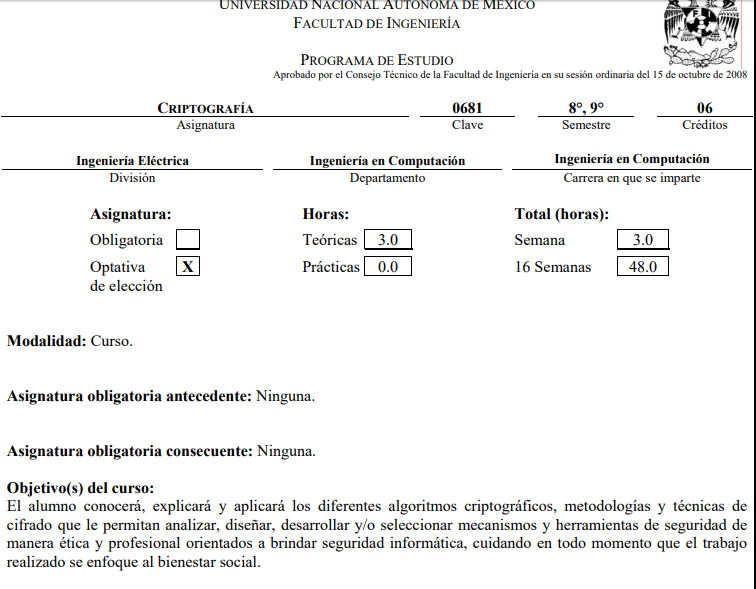 UNIVERSIDAD NACIONAL AUTÓNOMA DE MÉXICO
FACULTAD DE INGENIERÍA
PROGRAMA DE ESTUDIO
Aprobado por el Consejo Técnico de la Facultad de Ingeniería en su sesión ordinaria del 15 de octubre de 2008
CRIPTOGRAFÍA 0681 8°, 9° 06
Asignatura Clave Semestre Créditos
Ingeniería Eléctrica Ingeniería en Computación Ingeniería en Computación
División Departamento Carrera en que se imparte
Asignatura: Horas: Total (horas):
Obligatoria Teóricas 3.0 Semana 3.0
Optativa X Prácticas 0.0 16 Semanas 48.0
de elección
Modalidad: Curso.
Asignatura obligatoria antecedente: Ninguna.
Asignatura obligatoria consecuente: Ninguna.
Objetivo(s) del curso:
El alumno conocerá, explicará y aplicará los diferentes algoritmos criptográficos, metodologías y técnicas de
cifrado que le permitan analizar, diseñar, desarrollar y/o seleccionar mecanismos y herramientas de seguridad de
manera ética y profesional orientados a brindar seguridad informática, cuidando en todo momento que el trabajo
realizado se enfoque al bienestar social.